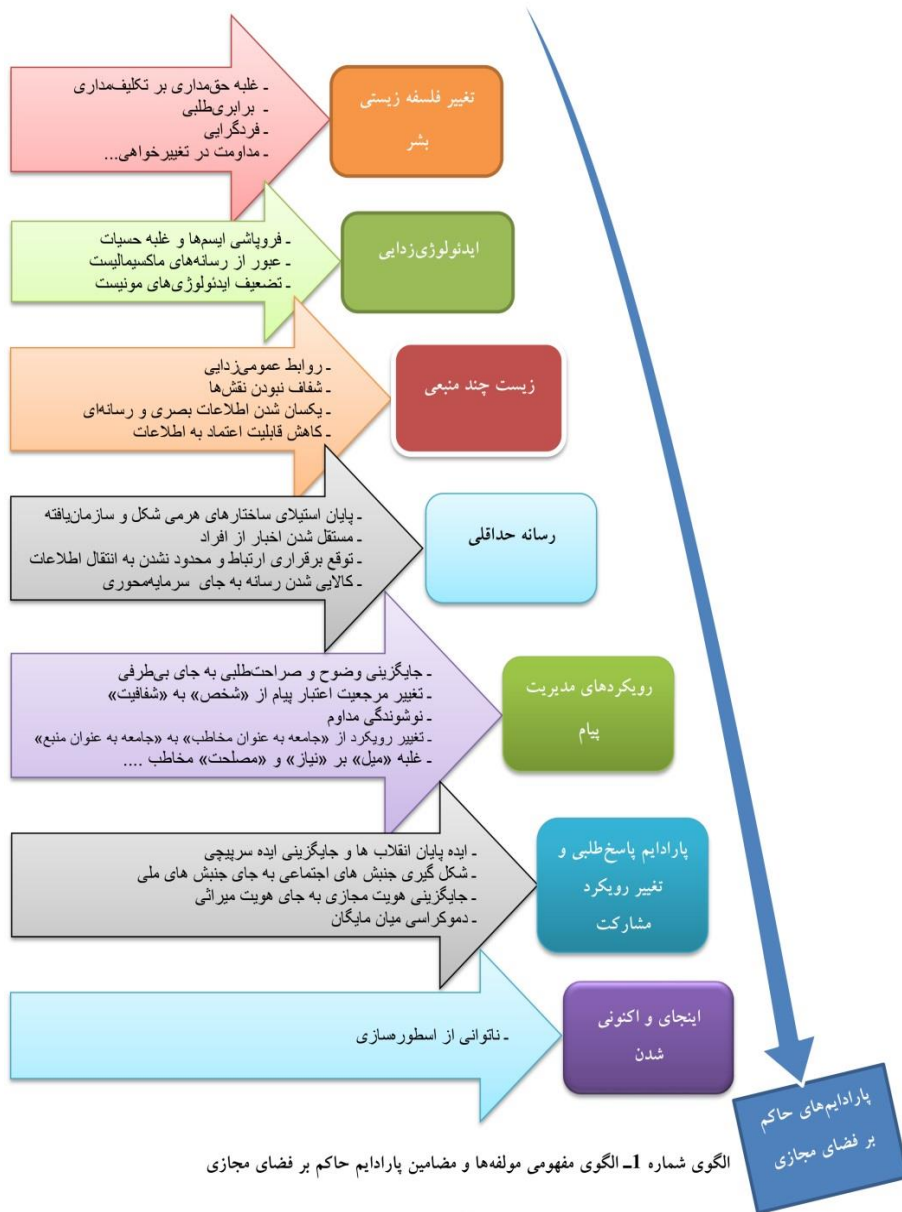 ـ غلبه حق‌مداری بر تکلیف‌مداری
ـ برابری‌طلبی
ـ فردگرایی
ـ مداومت در تغییرخواهی...
تغییر فلسفه زیستی
بشر
ـ فروپاشی ایسم‌ها و غلبه حسیات
ـ عبور از رسانه‌های ماکسیمالیست
ـ تضعیف ایدئولوژی‌های مونیست
ایدئولوژی‌زدایی
ـ روابط عمومی‌زدایی
ـ شفاف نبودن نقش‌ها
ـ یکسان شدن اطلاعات بصری و رسانه‌ای
ـ کاهش قابلیت اعتماد به اطلاعات
زیست چند منبعی
ـ پایان استیلای ساختارهای هرمی شکل و سازمان‌یافته
ـ مستقل شدن اخبار از افراد
ـ توقع برقراری ارتباط و محدود نشدن به انتقال اطلاعات
ـ کالایی شدن رسانه به جای سرمایه‌محوری
رسانه حداقلی
ـ جایگزینی وضوح و صراحت‌طلبی به جای بی‌طرفی
ـ تغییر مرجعیت اعتبار پیام از «شخص» به «شفافیت»
ـ نوشوندگی مداوم
ـ تغییر رویکرد از «جامعه به عنوان مخاطب» به «جامعه به عنوان منبع»
ـ غلبه «میل» بر «نیاز» و «مصلحت» مخاطب ....
رویکردهای مدیریت
پیام
ـ ایده پایان انقلاب ها و جایگزینی ایده سرپیچی
ـ شکل گیری جنبش های اجتماعی به جای جنبش های ملی
ـ جایگزینی هویت مجازی به جای هویت میراثی
ـ دموکراسی میان مایگان
پارادایم پاسخ‌طلبی و
تغییر رویکرد
مشارکت
ـ ناتوانی از اسطوره‌سازی
اینجای و اکنونی
شدن
پارادایم‌های حاکم
بر فضای مجازی
الگوی شماره 1ـ الگوی مفهومی مولفه‌ها و مضامین پارادایم حاکم بر فضای مجازی